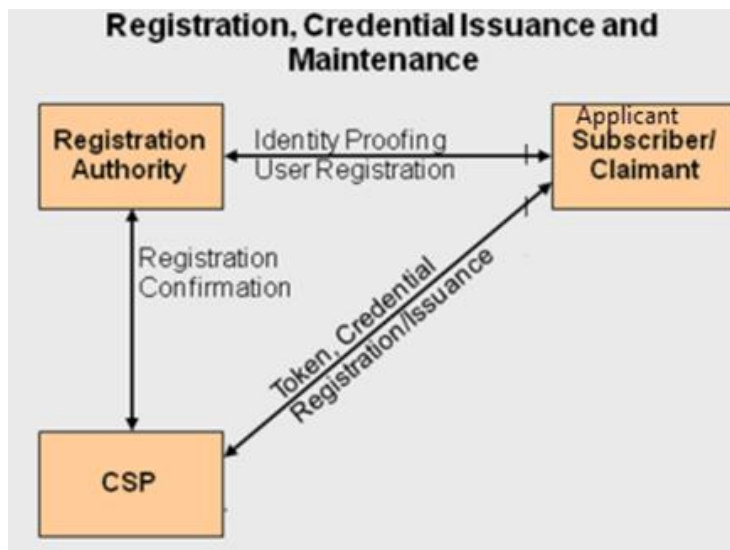 Registration, Credential Issuance and
Maintenance
Registration
Authority
Identity Proofing
User Registration
Applicant
Subscriber/
Claimant
Registration
Confirmation
Token, Credential
Registration/Issuance
CSP